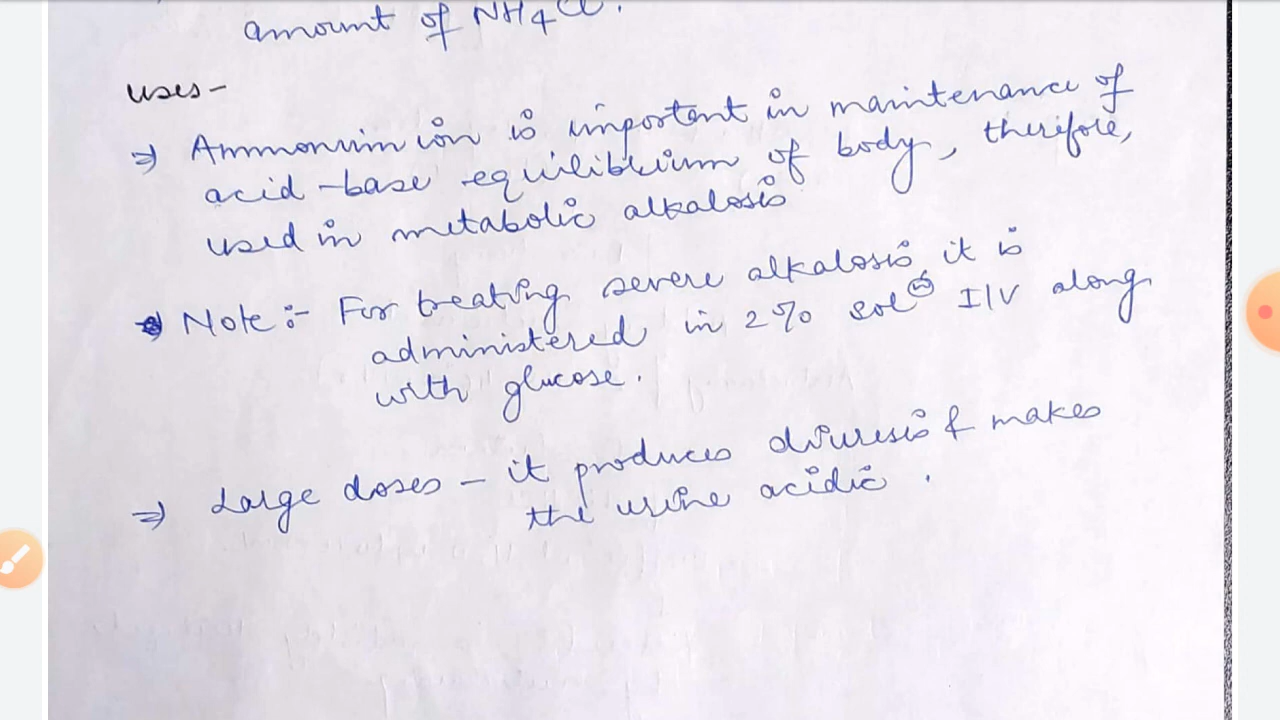 amount of NH4Cl.
uses-
⇒ Ammonium ion is important in maintenance of
acid-base equilibrium of body, therefore,
used in metabolic alkalosis
Note:- For treating severe alkalosis it is
administered in 2% solⁿ I/V along
with glucose.
⇒ Large doses - it produces diuresis & makes
the urine acidic.